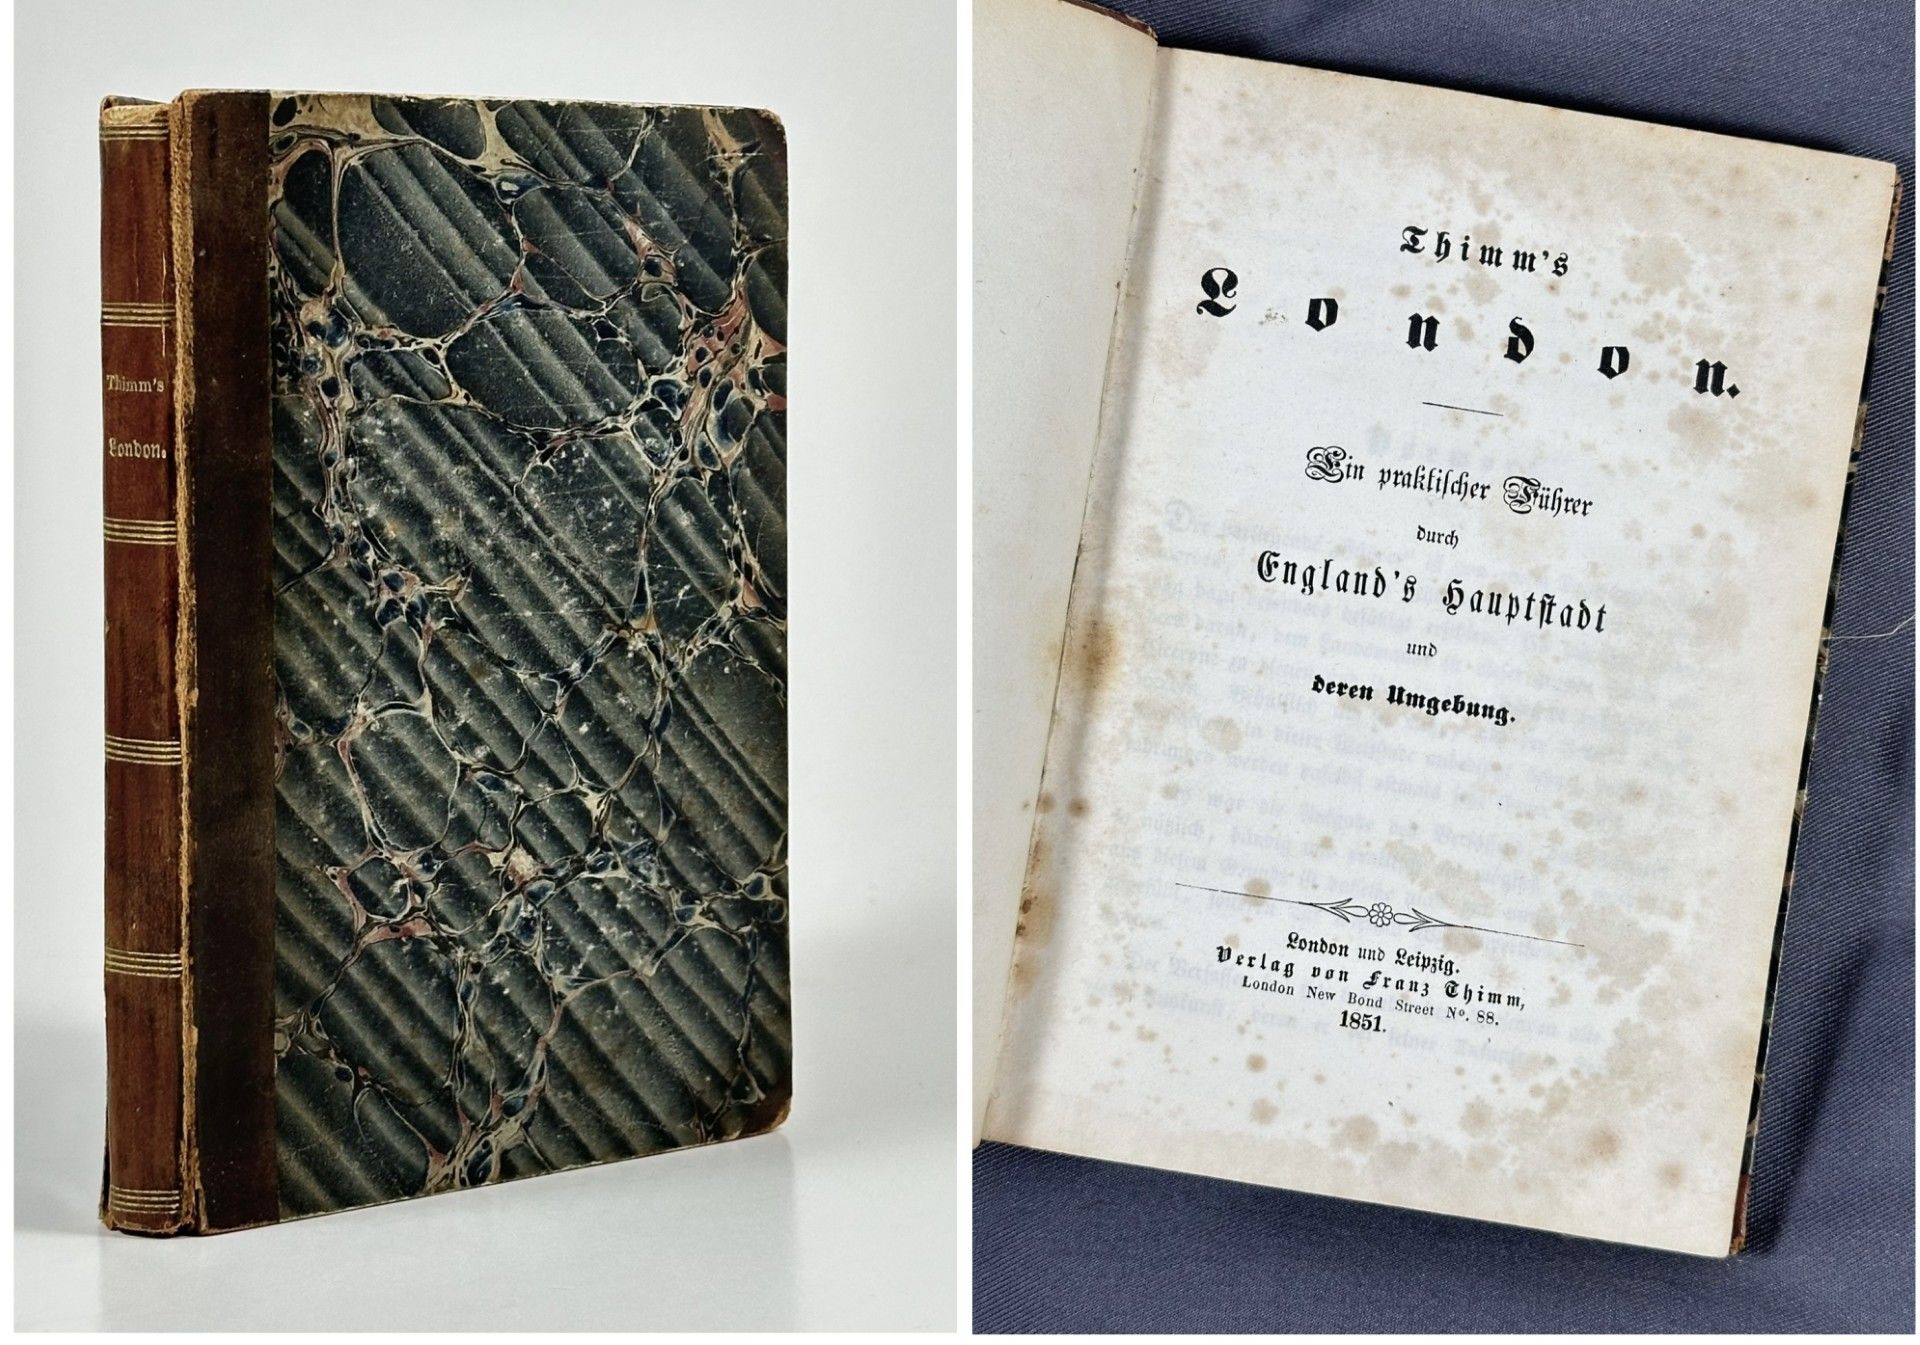 Thimm's
London.
Thimm's
London.
Ein praktischer Führer
durch
England's Hauptstadt
und
deren Umgebung.
London und Leipzig.
Verlag von Franz Thimm,
London New Bond Street Nº. 88.
1851.